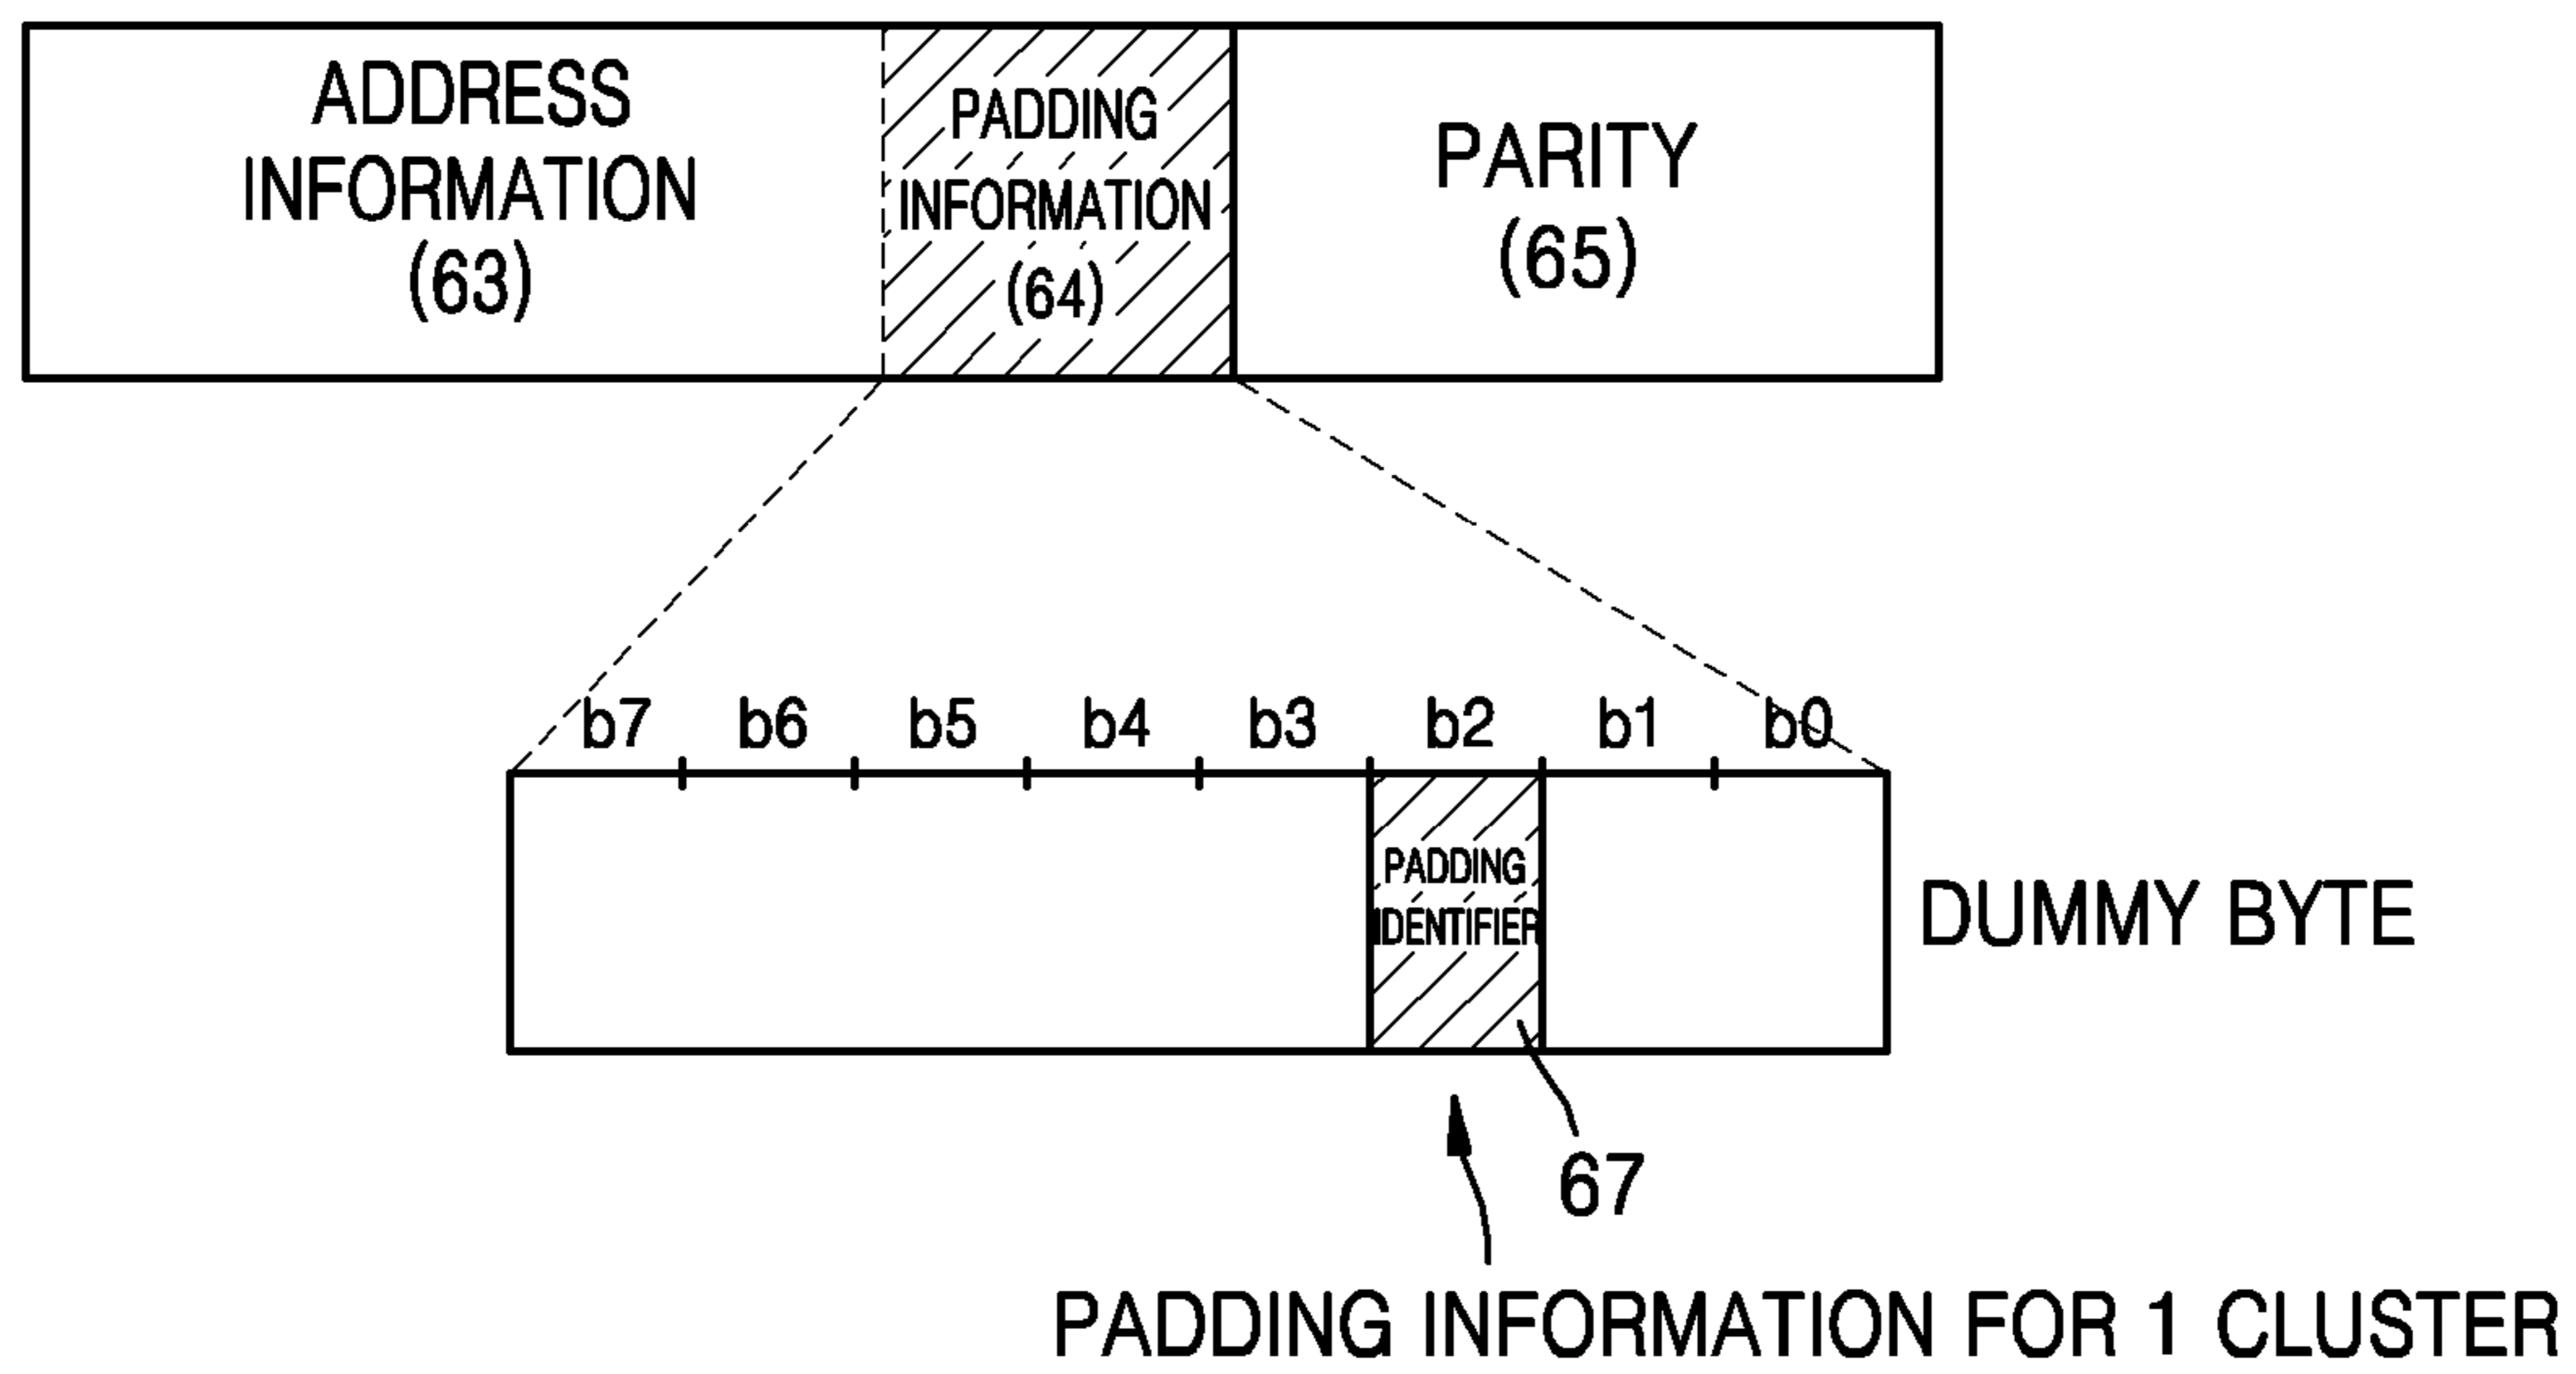 ADDRESS
INFORMATION
(63)
PADDING
INFORMATION
(64)
PARITY
(65)
b7 b6 b5 b4 b3 b2 b1 b0
PADDING
IDENTIFIER
DUMMY BYTE
67
PADDING INFORMATION FOR 1 CLUSTER